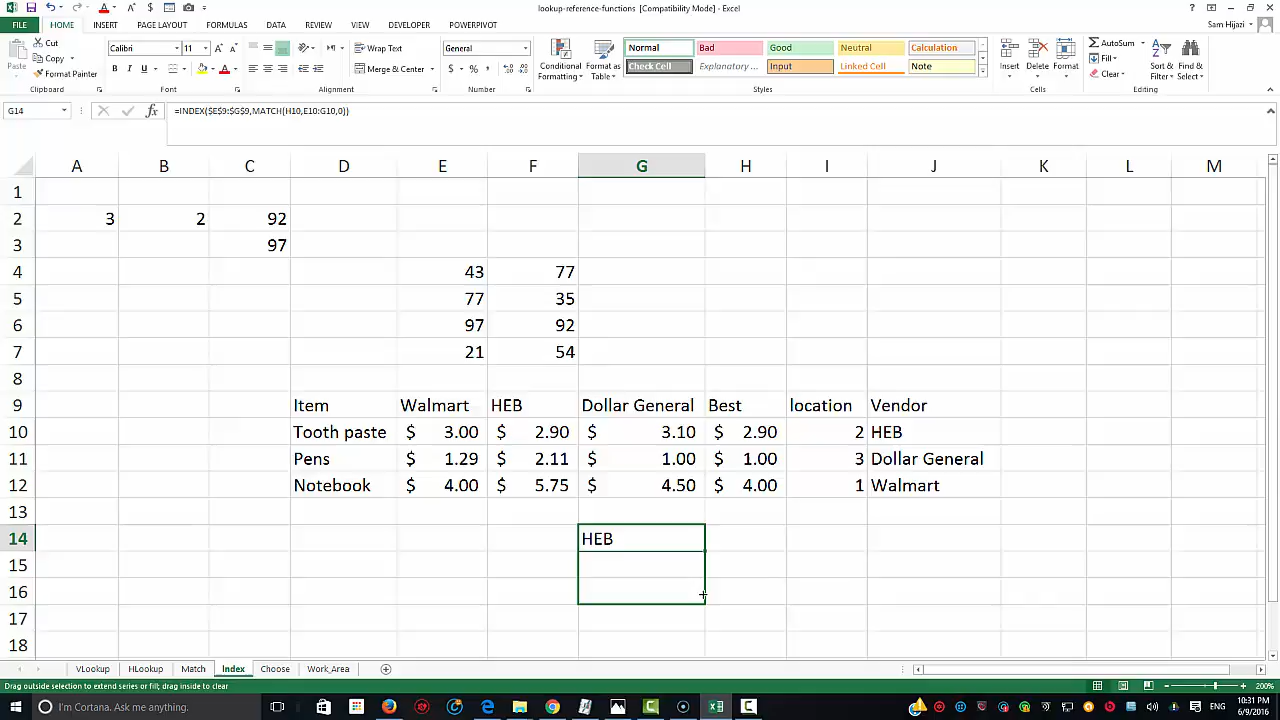 lookup-reference-functions [Compatibility Mode] - Excel
FILE HOME INSERT PAGE LAYOUT FORMULAS DATA REVIEW VIEW DEVELOPER POWERPIVOT Sam Hijazi
Paste Cut Copy Format Painter Clipboard
Calibri 11 B I U Font
Wrap Text Merge & Center Alignment
General $ % , Number
Conditional Formatting Format as Table
Normal Bad Good Neutral Calculation
Check Cell Explanatory ... Input Linked Cell Note
Styles
Insert Delete Format Cells
AutoSum Fill Clear Sort & Filter Find & Select Editing
G14 fx =INDEX($E$9:$G$9,MATCH(H10,E10:G10,0))
A B C D E F G H I J K L M
1
2 3 2 92
3 97
4 43 77
5 77 35
6 97 92
7 21 54
8
9 Item Walmart HEB Dollar General Best location Vendor
10 Tooth paste $ 3.00 $ 2.90 $ 3.10 $ 2.90 2 HEB
11 Pens $ 1.29 $ 2.11 $ 1.00 $ 1.00 3 Dollar General
12 Notebook $ 4.00 $ 5.75 $ 4.50 $ 4.00 1 Walmart
13
14 HEB
15
16
17
18
VLookup HLookup Match Index Choose Work_Area
Drag outside selection to extend series or fill; drag inside to clear 200%
I'm Cortana. Ask me anything. ENG 10:31 PM
6/9/2016